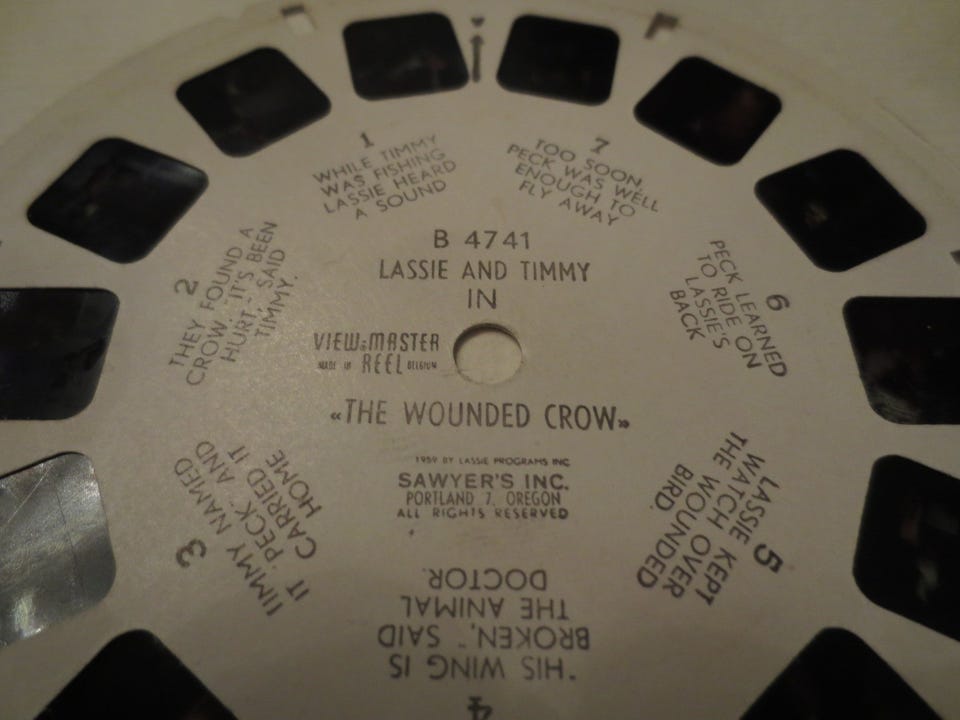 B 4741
LASSIE AND TIMMY
IN
VIEW-MASTER
MADE IN REEL BELGIUM
«THE WOUNDED CROW»
1959 BY LASSIE PROGRAMS INC
SAWYER'S INC.
PORTLAND 7, OREGON
ALL RIGHTS RESERVED
1
WHILE TIMMY
WAS FISHING
LASSIE HEARD
A SOUND
2
THEY FOUND A
CROW. "IT'S BEEN
HURT," SAID
TIMMY.
3
TIMMY NAMED
IT "PECK" AND
CARRIED IT
HOME
4
"HIS WING IS
BROKEN," SAID
THE ANIMAL
DOCTOR.
5
LASSIE KEPT
WATCH OVER
THE WOUNDED
BIRD
6
PECK LEARNED
TO RIDE ON
LASSIE'S
BACK
7
TOO SOON,
PECK WAS WELL
ENOUGH TO
FLY AWAY